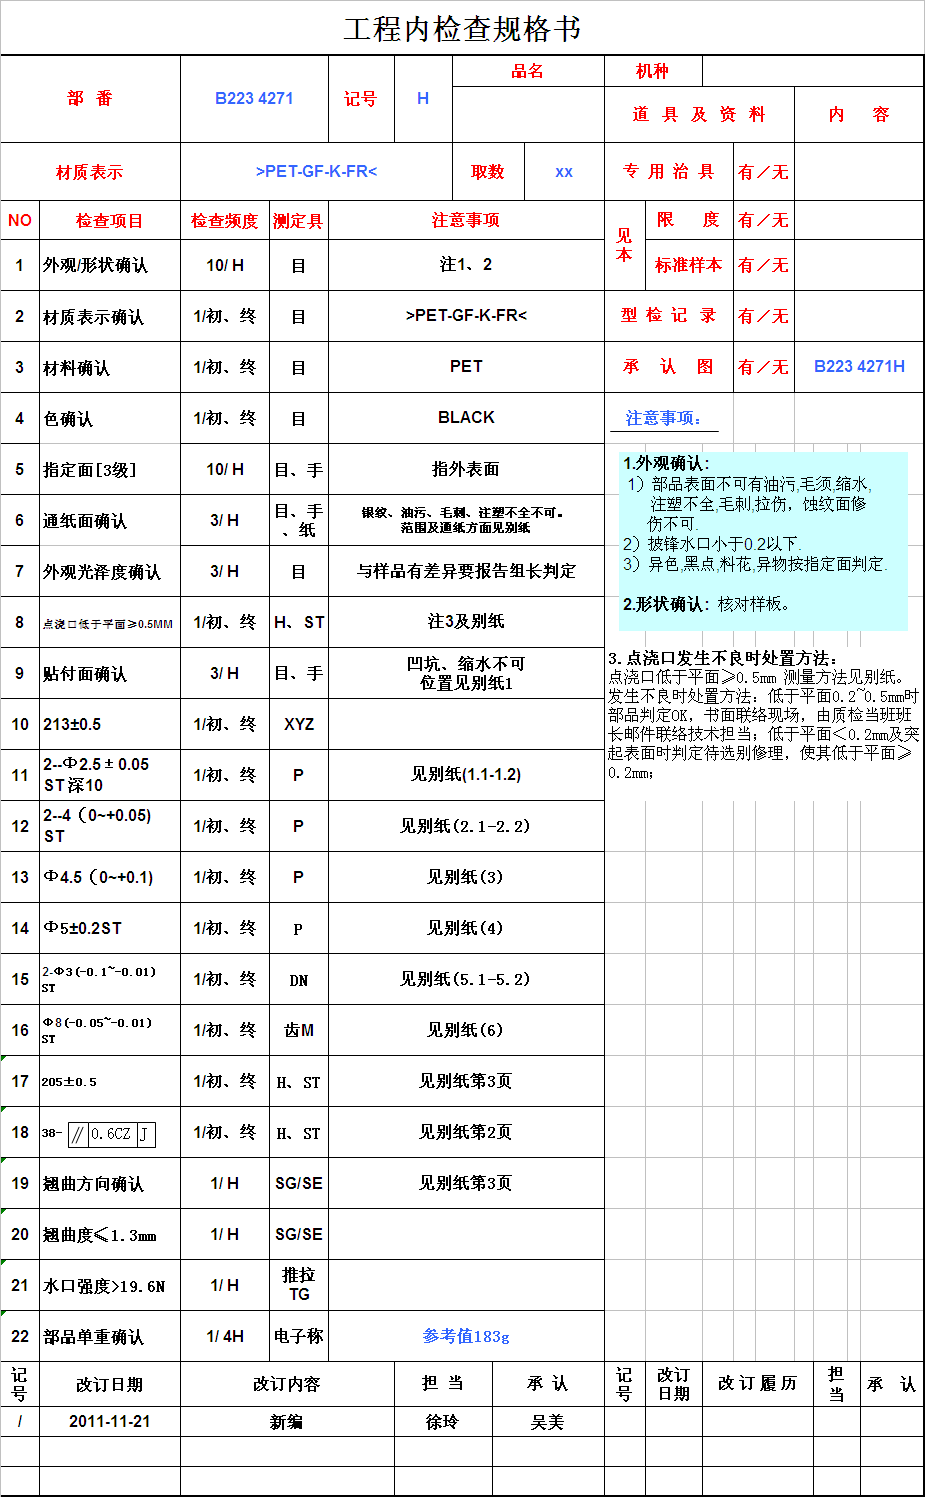 工程内检查规格书
部 番 B223 4271 记号 H 品名 机种
道 具 及 资 料 内 容
材质表示 >PET-GF-K-FR< 取数 xx 专 用 治 具 有／无
NO 检查项目 检查频度 测定具 注意事项 见本 限 度 有／无
1 外观/形状确认 10/ H 目 注1、2 标准样本 有／无
2 材质表示确认 1/初、终 目 >PET-GF-K-FR< 型 检 记 录 有／无
3 材料确认 1/初、终 目 PET 承 认 图 有／无 B223 4271H
4 色确认 1/初、终 目 BLACK
5 指定面[3级] 10/ H 目、手 指外表面
6 通纸面确认 3/ H 目、手、纸 银纹、油污、毛刺、注塑不全不可。
范围及通纸方面见别纸
7 外观光泽度确认 3/ H 目 与样品有差异要报告组长判定
8 点浇口低于平面≥0.5MM 1/初、终 H、ST 注3及别纸
9 贴付面确认 3/ H 目、手 凹坑、缩水不可
位置见别纸1
10 213±0.5 1/初、终 XYZ
11 2--Φ2.5±0.05
ST深10 1/初、终 P 见别纸(1.1-1.2)
12 2--4（0~+0.05)
ST 1/初、终 P 见别纸(2.1-2.2)
13 Φ4.5（0~+0.1) 1/初、终 P 见别纸(3)
14 Φ5±0.2ST 1/初、终 P 见别纸(4)
15 2-Φ3(-0.1~-0.01)
ST 1/初、终 DN 见别纸(5.1-5.2)
16 Φ8(-0.05~-0.01)
ST 1/初、终 齿M 见别纸(6)
17 205±0.5 1/初、终 H、ST 见别纸第3页
18 38- // 0.6CZ J 1/初、终 H、ST 见别纸第2页
19 翘曲方向确认 1/ H SG/SE 见别纸第3页
20 翘曲度≤1.3mm 1/ H SG/SE
21 水口强度>19.6N 1/ H 推拉
TG
22 部品单重确认 1/ 4H 电子称 参考值183g
注意事项：
1.外观确认:
1）部品表面不可有油污,毛须,缩水,
注塑不全,毛刺,拉伤，蚀纹面修
伤不可.
2）披锋水口小于0.2以下.
3）异色,黑点,料花,异物按指定面判定.
2.形状确认: 核对样板。
3.点浇口发生不良时处置方法：
点浇口低于平面≥0.5mm 测量方法见别纸。
发生不良时处置方法：低于平面0.2~0.5mm时
部品判定OK，书面联络现场，由质检当班班
长邮件联络技术担当；低于平面＜0.2mm及突
起表面时判定待选别修理，使其低于平面≥
0.2mm；
记号 改订日期 改订内容 担 当 承 认 记号 改订日期 改订履历 担当 承 认
/ 2011-11-21 新编 徐玲 吴美